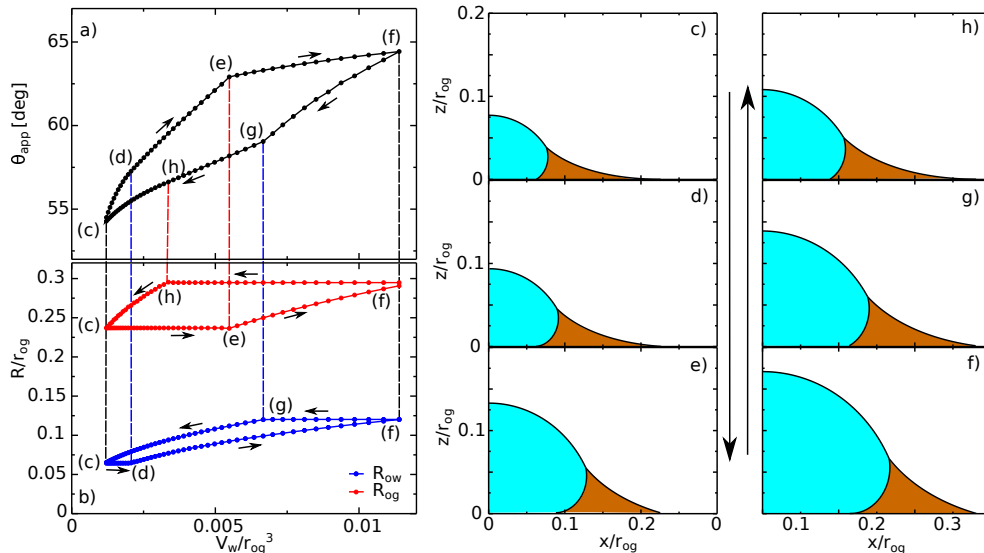 a)
65
60
55
θapp [deg]
(f)
(e)
(d)
(g)
(h)
(c)
0.3
0.25
0.2
0.15
0.1
0.05
R/rog
(h)
(f)
(c)
(e)
(g)
(f)
(c)
(d)
Row
Rog
b)
0
0.005
0.01
Vw/rog³
0.2
0.1
0
z/rog
c)
0.1
0
z/rog
d)
0.1
0
z/rog
e)
0
0.1
0.2
0
x/rog
h)
g)
f)
0.1
0.2
0.3
x/rog